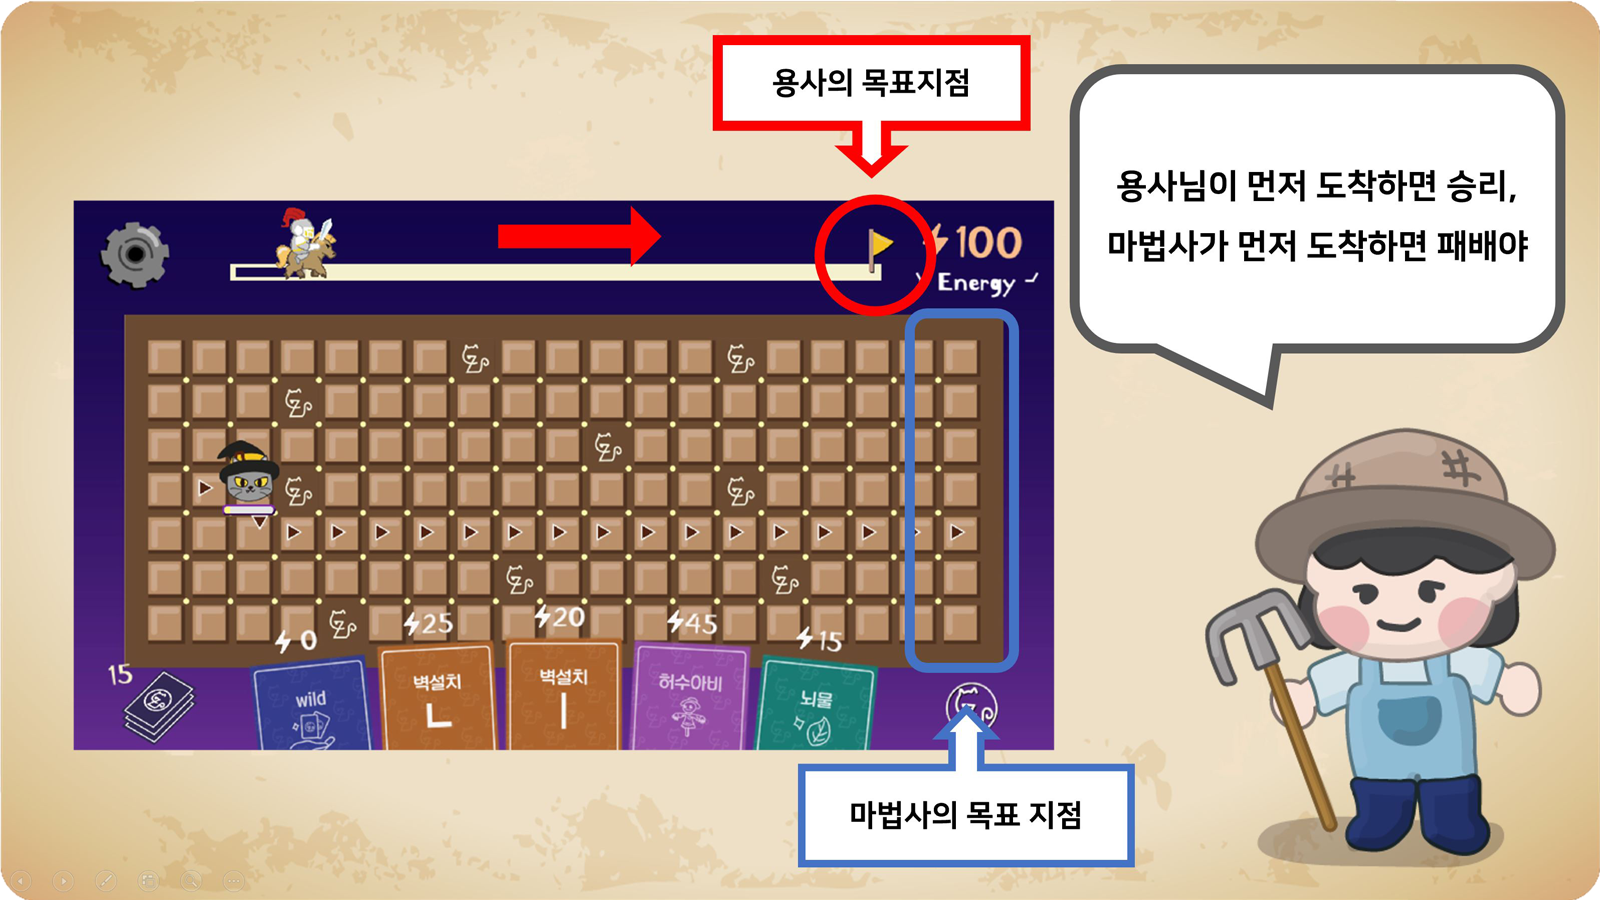 용사의 목표지점
용사님이 먼저 도착하면 승리,
마법사가 먼저 도착하면 패배야
100
Energy
0
25
20
45
15
15
wild
벽설치
벽설치
허수아비
뇌물
마법사의 목표 지점